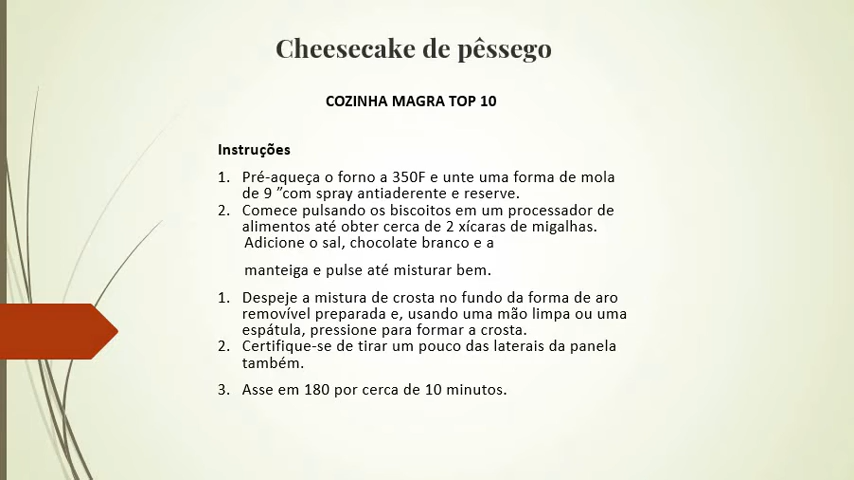 Cheesecake de pêssego
COZINHA MAGRA TOP 10
Instruções
1. Pré-aqueça o forno a 350F e unte uma forma de mola
de 9 ”com spray antiaderente e reserve.
2. Comece pulsando os biscoitos em um processador de
alimentos até obter cerca de 2 xícaras de migalhas.
Adicione o sal, chocolate branco e a
manteiga e pulse até misturar bem.
1. Despeje a mistura de crosta no fundo da forma de aro
removível preparada e, usando uma mão limpa ou uma
espátula, pressione para formar a crosta.
2. Certifique-se de tirar um pouco das laterais da panela
também.
3. Asse em 180 por cerca de 10 minutos.